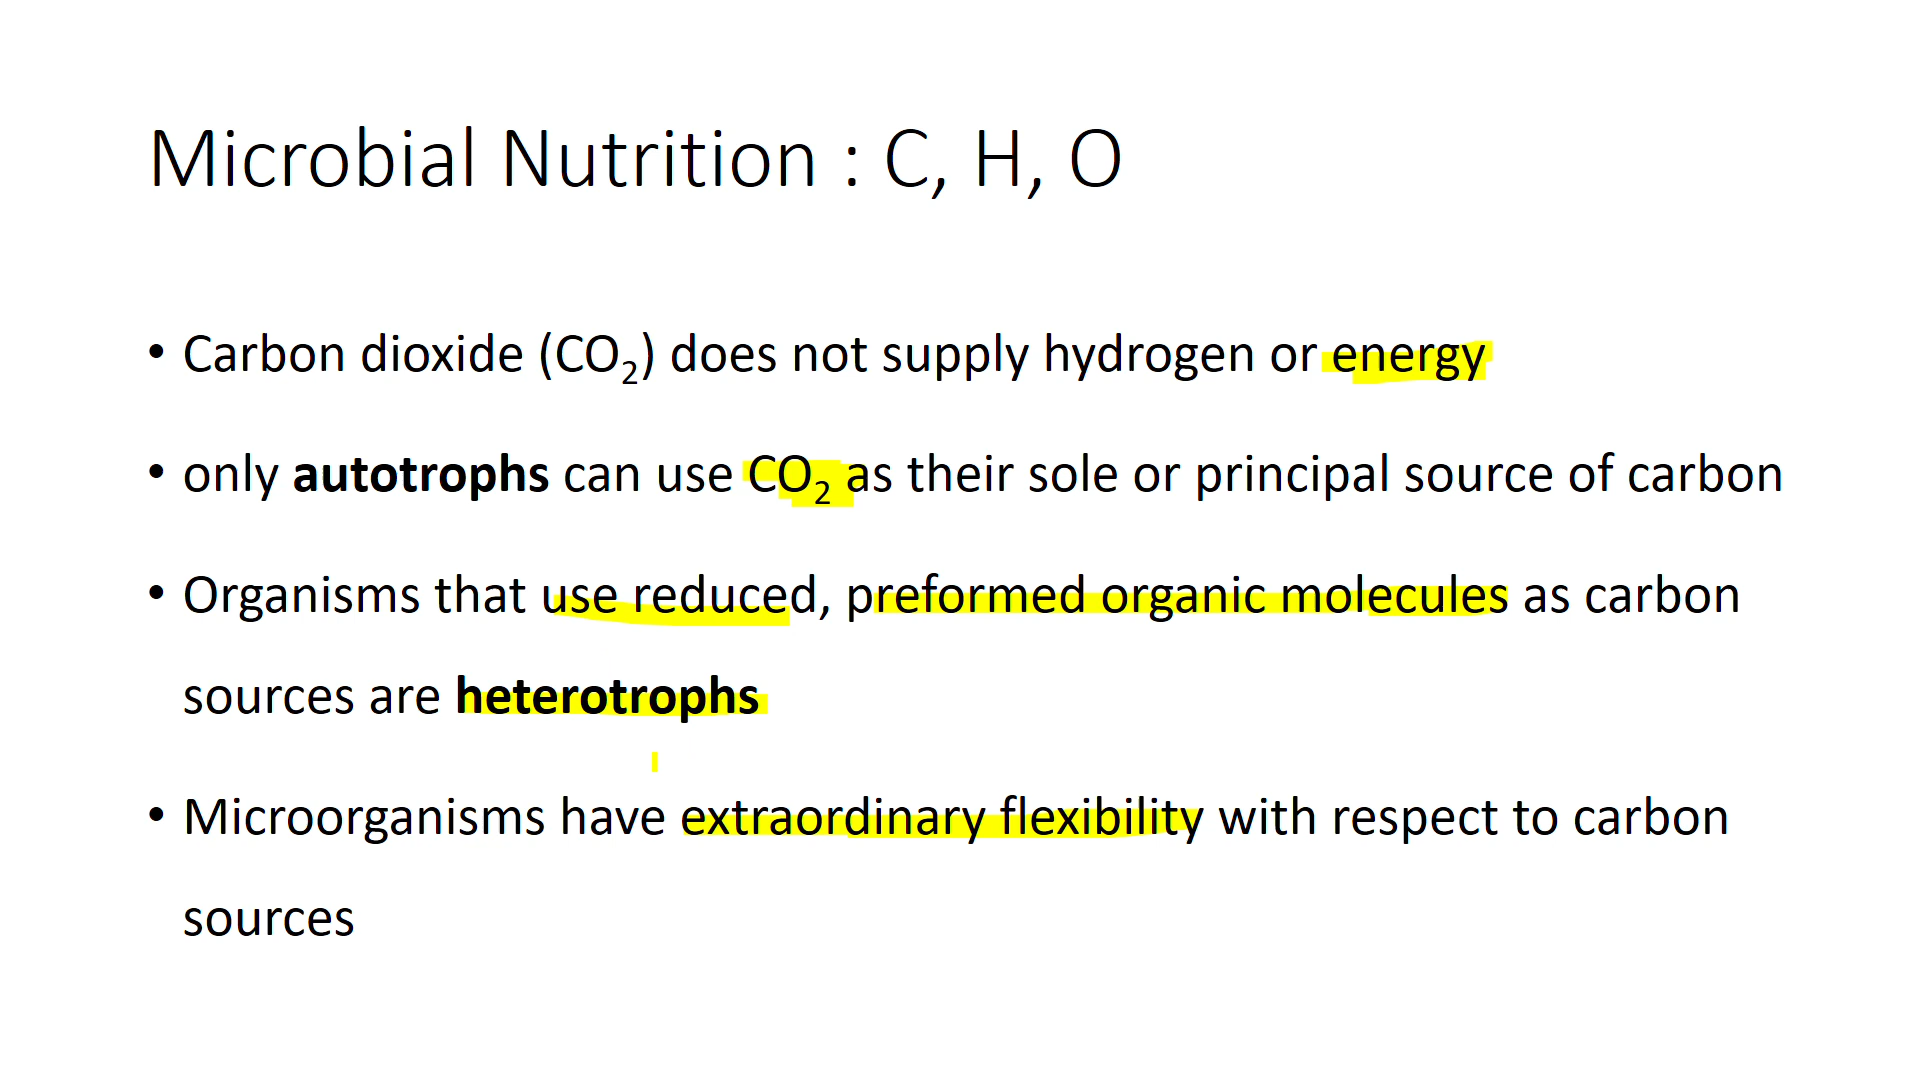 Microbial Nutrition : C, H, O
• Carbon dioxide (CO₂) does not supply hydrogen or energy
• only autotrophs can use CO₂ as their sole or principal source of carbon
• Organisms that use reduced, preformed organic molecules as carbon
sources are heterotrophs
• Microorganisms have extraordinary flexibility with respect to carbon
sources